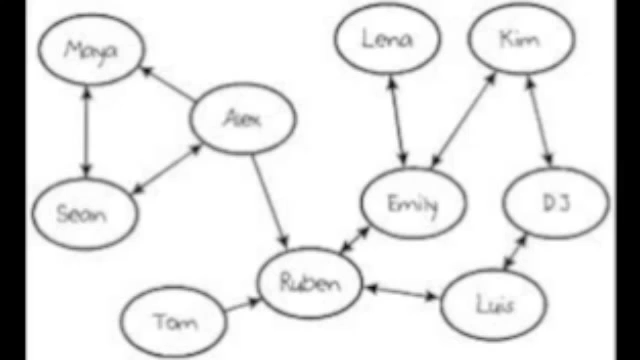 Maya
Lena
Kim
Alex
Sean
Emily
DJ
Ruben
Luis
Tom